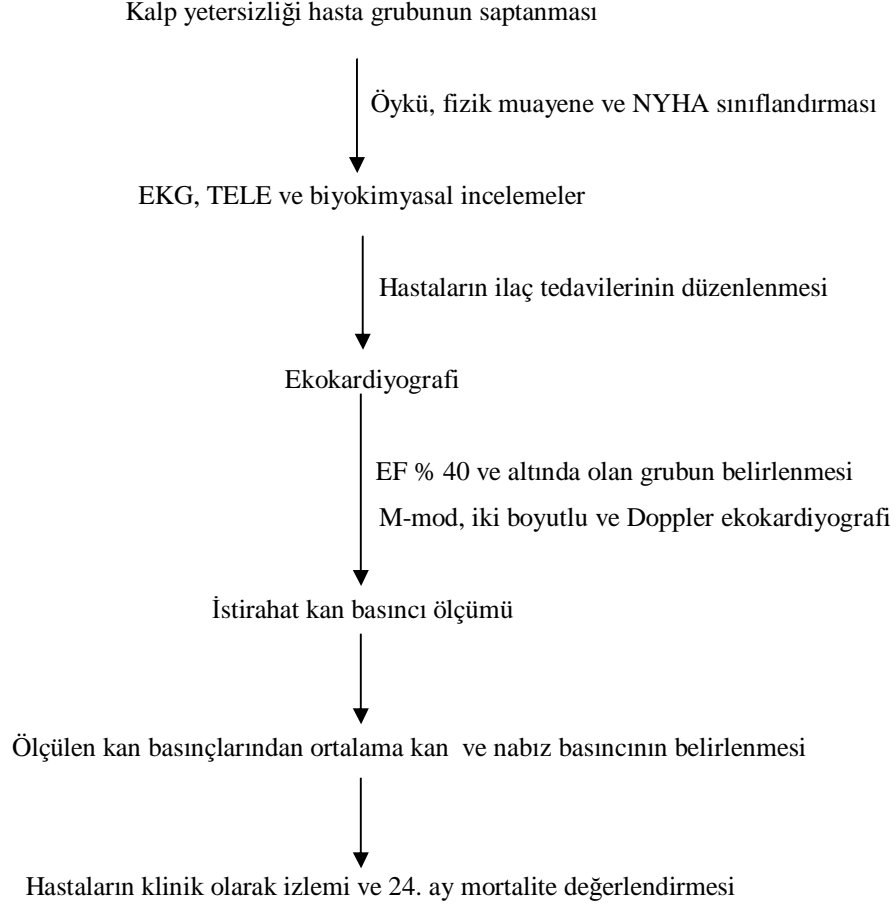 Kalp yetersizliği hasta grubunun saptanması
Öykü, fizik muayene ve NYHA sınıflandırması
EKG, TELE ve biyokimyasal incelemeler
Hastaların ilaç tedavilerinin düzenlenmesi
Ekokardiyografi
EF % 40 ve altında olan grubun belirlenmesi
M-mod, iki boyutlu ve Doppler ekokardiyografi
İstirahat kan basıncı ölçümü
Ölçülen kan basınçlarından ortalama kan ve nabız basıncının belirlenmesi
Hastaların klinik olarak izlemi ve 24. ay mortalite değerlendirmesi